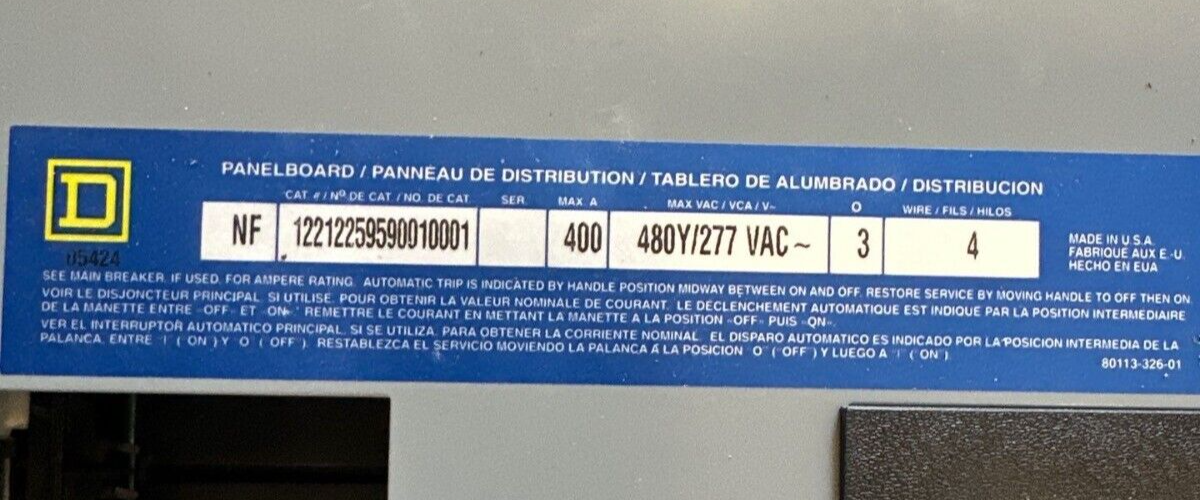 PANELBOARD / PANNEAU DE DISTRIBUTION / TABLERO DE ALUMBRADO / DISTRIBUCION
CAT. # / Nº DE CAT. / NO. DE CAT. SER. MAX. A MAX VAC / VCA / V~ O WIRE / FILS / HILOS
D NF 12212259590010001 400 480Y/277 VAC ~ 3 4
05424
MADE IN U.S.A.
FABRIQUE AUX E.-U.
HECHO EN EUA
SEE MAIN BREAKER, IF USED, FOR AMPERE RATING. AUTOMATIC TRIP IS INDICATED BY HANDLE POSITION MIDWAY BETWEEN ON AND OFF. RESTORE SERVICE BY MOVING HANDLE TO OFF THEN ON
VOIR LE DISJONCTEUR PRINCIPAL, SI UTILISE, POUR OBTENIR LA VALEUR NOMINALE DE COURANT. LE DECLENCHEMENT AUTOMATIQUE EST INDIQUE PAR LA POSITION INTERMEDIAIRE
DE LA MANETTE ENTRE «OFF» ET «ON». REMETTRE LE COURANT EN METTANT LA MANETTE A LA POSITION «OFF» PUIS «ON».
VER EL INTERRUPTOR AUTOMATICO PRINCIPAL, SI SE UTILIZA, PARA OBTENER LA CORRIENTE NOMINAL. EL DISPARO AUTOMATICO ES INDICADO POR LA POSICION INTERMEDIA DE LA
PALANCA, ENTRE "I" ( ON ) Y "O" ( OFF ). RESTABLEZCA EL SERVICIO MOVIENDO LA PALANCA A LA POSICION "O" ( OFF ) Y LUEGO A "I" ( ON ).
80113-326-01